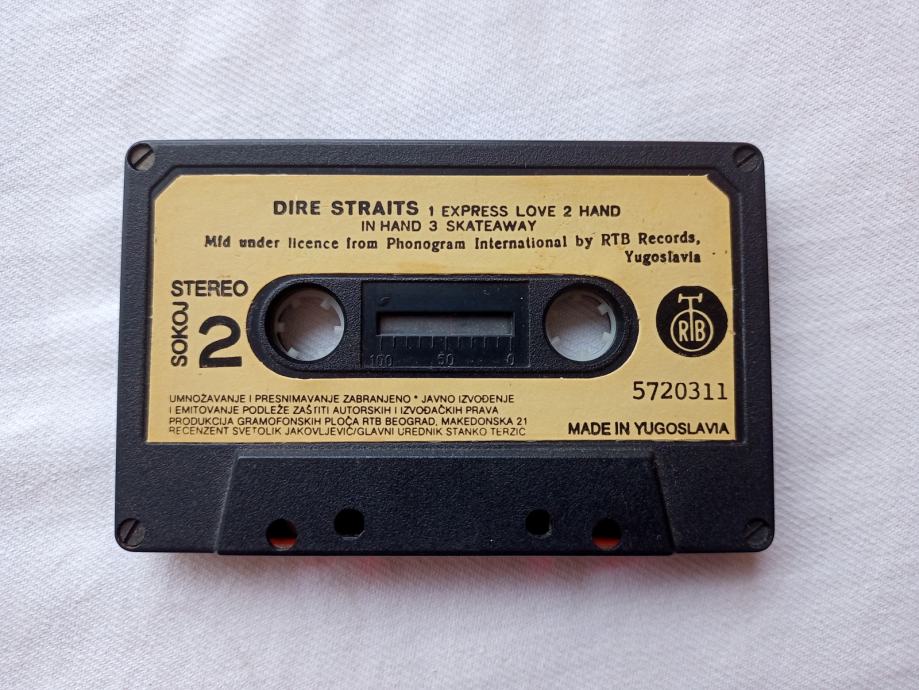 DIRE STRAITS 1 EXPRESS LOVE 2 HAND
IN HAND 3 SKATEAWAY
Mfd under licence from Phonogram International by RTB Records,
Yugoslavia
STEREO
SOKOJ
2
100 50 0
RTB
5720311
UMNOŽAVANJE I PRESNIMAVANJE ZABRANJENO * JAVNO IZVOĐENJE
I EMITOVANJE PODLEŽE ZAŠTITI AUTORSKIH I IZVOĐAČKIH PRAVA
PRODUKCIJA GRAMOFONSKIH PLOČA RTB BEOGRAD, MAKEDONSKA 21
RECENZENT SVETOLIK JAKOVLJEVIĆ/GLAVNI UREDNIK STANKO TERZIĆ
MADE IN YUGOSLAVIA